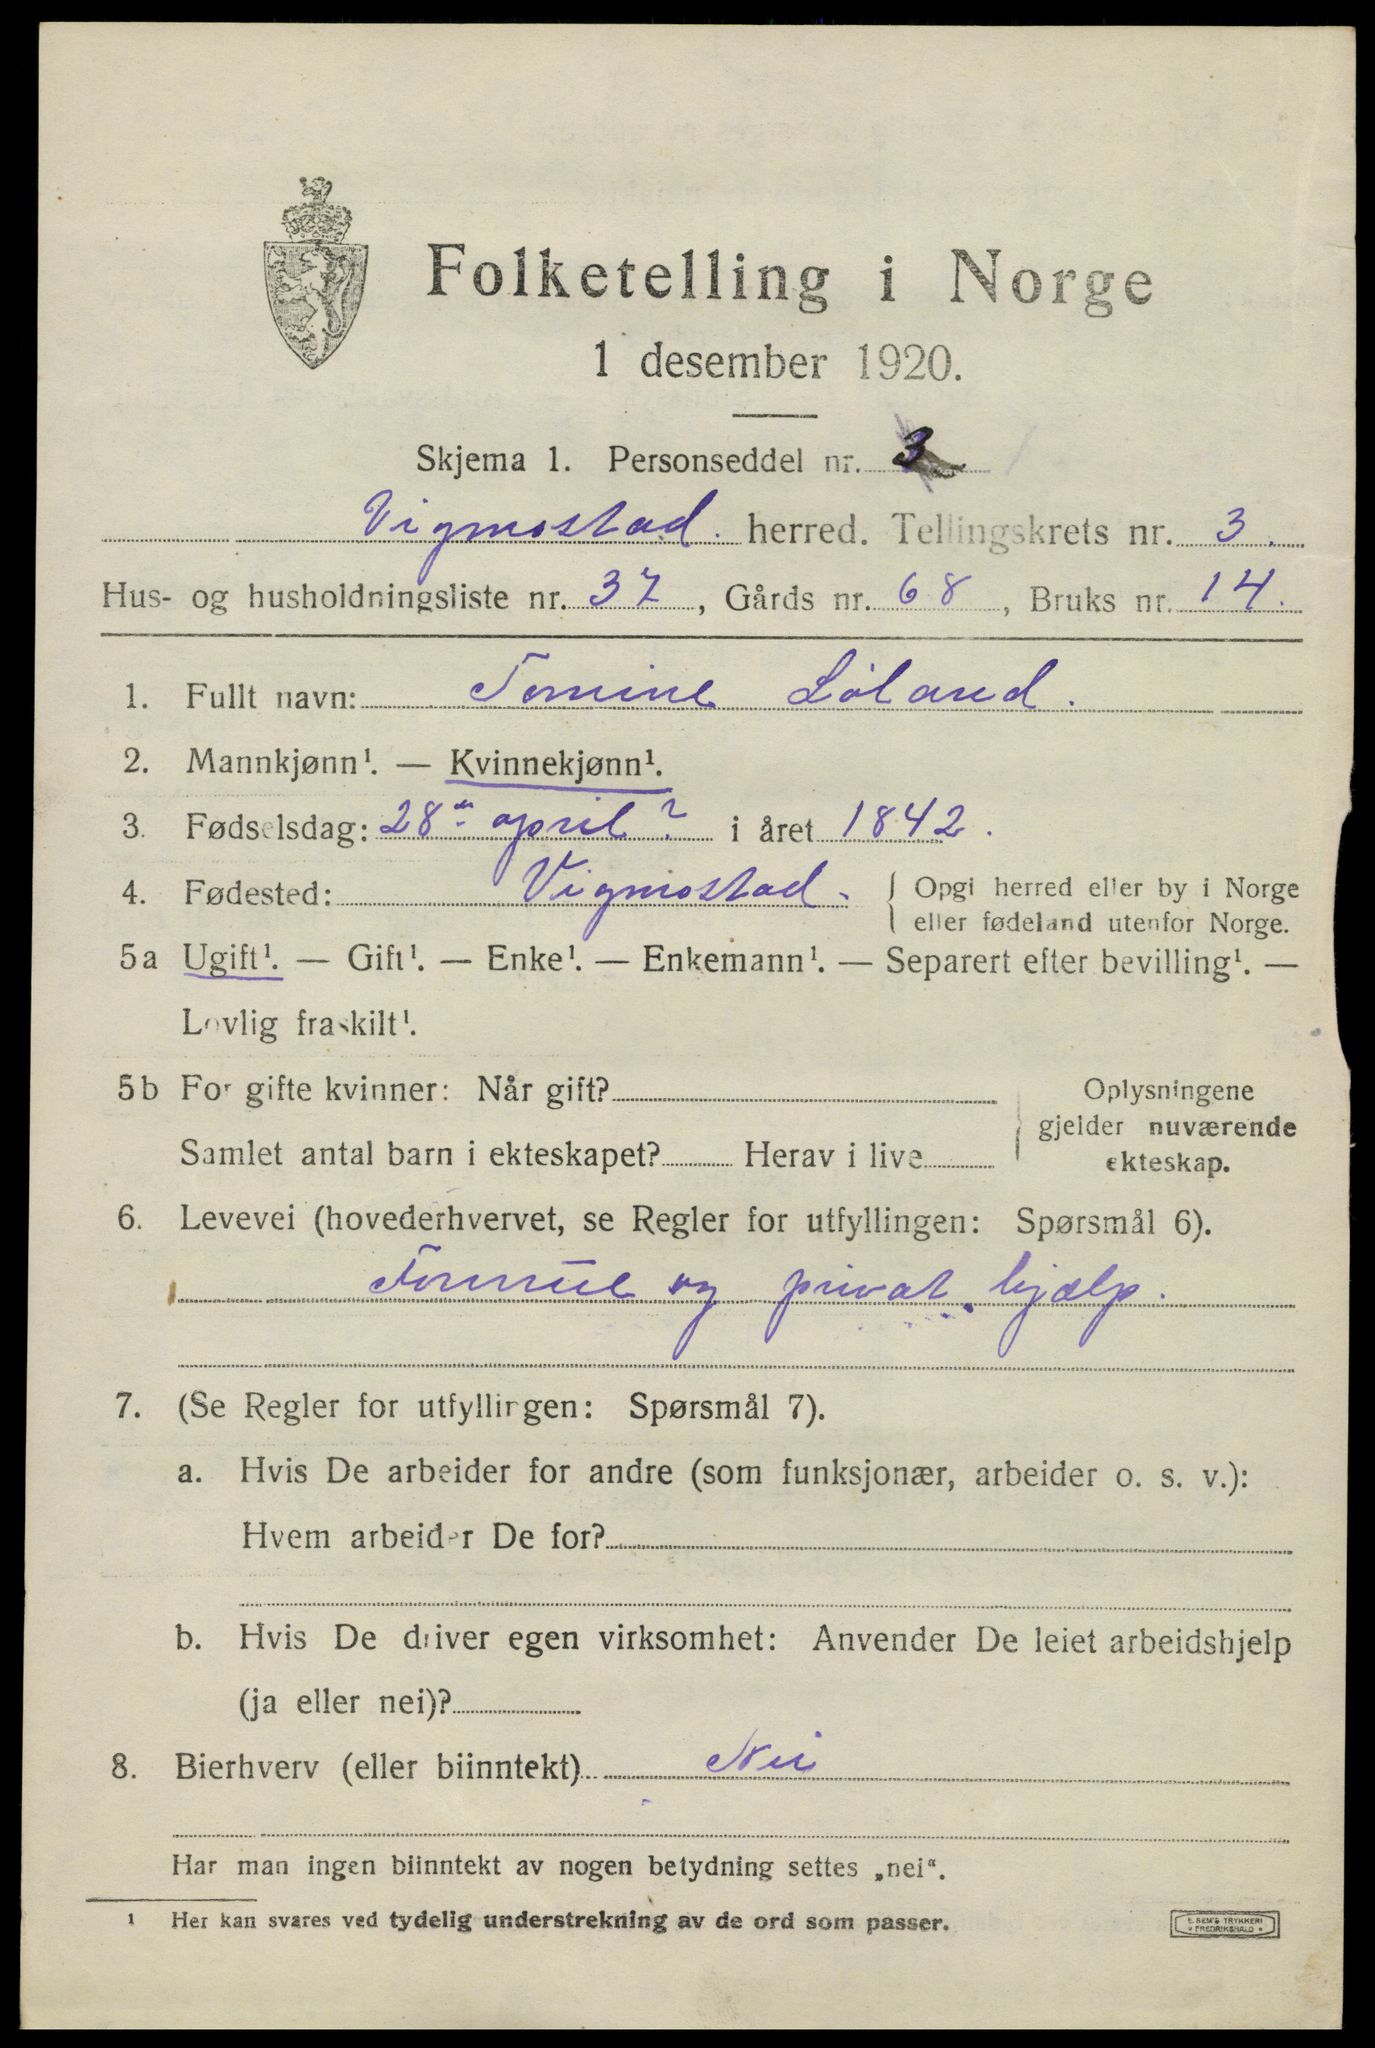 Folketelling i Norge
1 desember 1920.
Skjema 1. Personseddel nr. 3
Vigmostad. herred. Tellingskrets nr. 3.
Hus- og husholdningsliste nr. 37, Gårds nr. 68, Bruks nr. 14.
1. Fullt navn: Tomine Löland.
2. Mannkjønn¹. — Kvinnekjønn¹.
3. Fødselsdag: 28de april? i året 1842.
4. Fødested: Vigmostad. { Opgi herred eller by i Norge
eller fødeland utenfor Norge.
5a Ugift¹. — Gift¹. — Enke¹. — Enkemann¹. — Separert efter bevilling¹. —
Lovlig fraskilt¹.
5b For gifte kvinner: Når gift? Oplysningene
gjelder nuværende
Samlet antal barn i ekteskapet? Herav i live ekteskap.
6. Levevei (hovederhvervet, se Regler for utfyllingen: Spørsmål 6).
Formue og privat hjælp.
7. (Se Regler for utfyllingen: Spørsmål 7).
a. Hvis De arbeider for andre (som funksjonær, arbeider o. s. v.):
Hvem arbeider De for?
b. Hvis De driver egen virksomhet: Anvender De leiet arbeidshjelp
(ja eller nei)?
8. Bierhverv (eller biinntekt) Nei
Har man ingen biinntekt av nogen betydning settes „nei“.
¹ Her kan svares ved tydelig understrekning av de ord som passer.
E. SEM'S TRYKKERI
FREDRIKSHALD